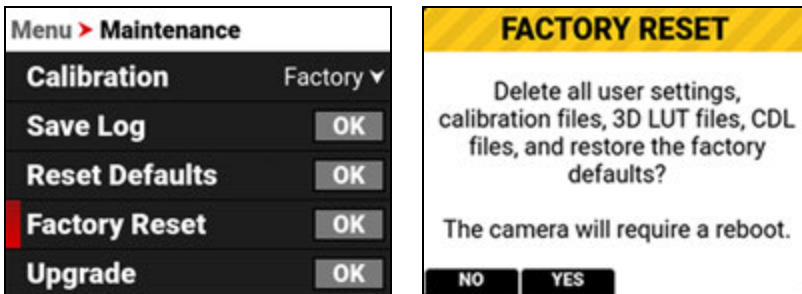 Menu > Maintenance
Calibration Factory
Save Log OK
Reset Defaults OK
Factory Reset OK
Upgrade OK
FACTORY RESET
Delete all user settings,
calibration files, 3D LUT files, CDL
files, and restore the factory
defaults?
The camera will require a reboot.
NO YES